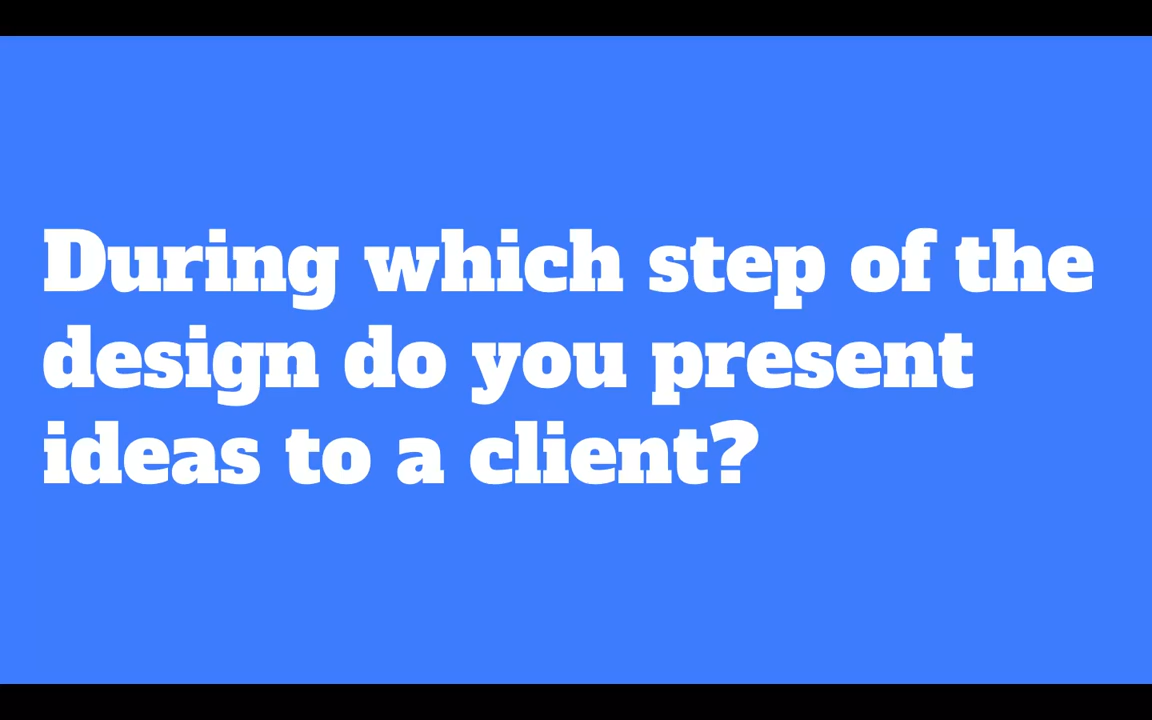 During which step of the
design do you present
ideas to a client?